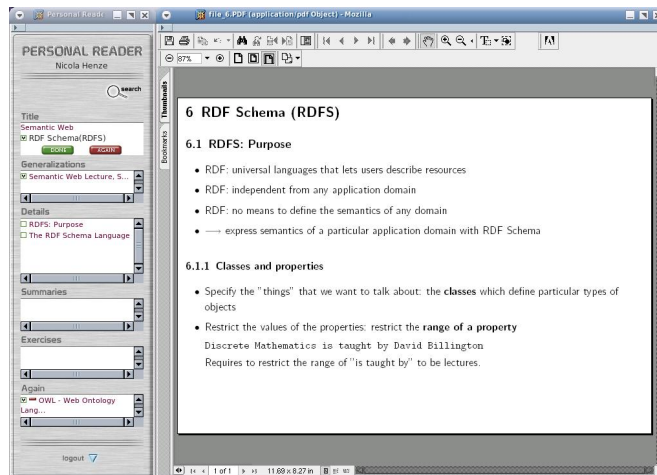 Personal Reade
file_6.PDF (application/pdf Object) - Mozilla
PERSONAL READER
Nicola Henze
search
Title
Semantic Web
RDF Schema(RDFS)
DONE
AGAIN
Generalizations
Semantic Web Lecture, S...
Details
RDFS: Purpose
The RDF Schema Language
Summaries
Exercises
Again
OWL - Web Ontology
Lang...
logout
87%
Thumbnails
Bookmarks
6 RDF Schema (RDFS)
6.1 RDFS: Purpose
• RDF: universal languages that lets users describe resources
• RDF: independent from any application domain
• RDF: no means to define the semantics of any domain
• → express semantics of a particular application domain with RDF Schema
6.1.1 Classes and properties
• Specify the "things" that we want to talk about: the classes which define particular types of
objects
• Restrict the values of the properties: restrict the range of a property
Discrete Mathematics is taught by David Billington
Requires to restrict the range of "is taught by" to be lectures.
1 of 1
11.69 x 8.27 in